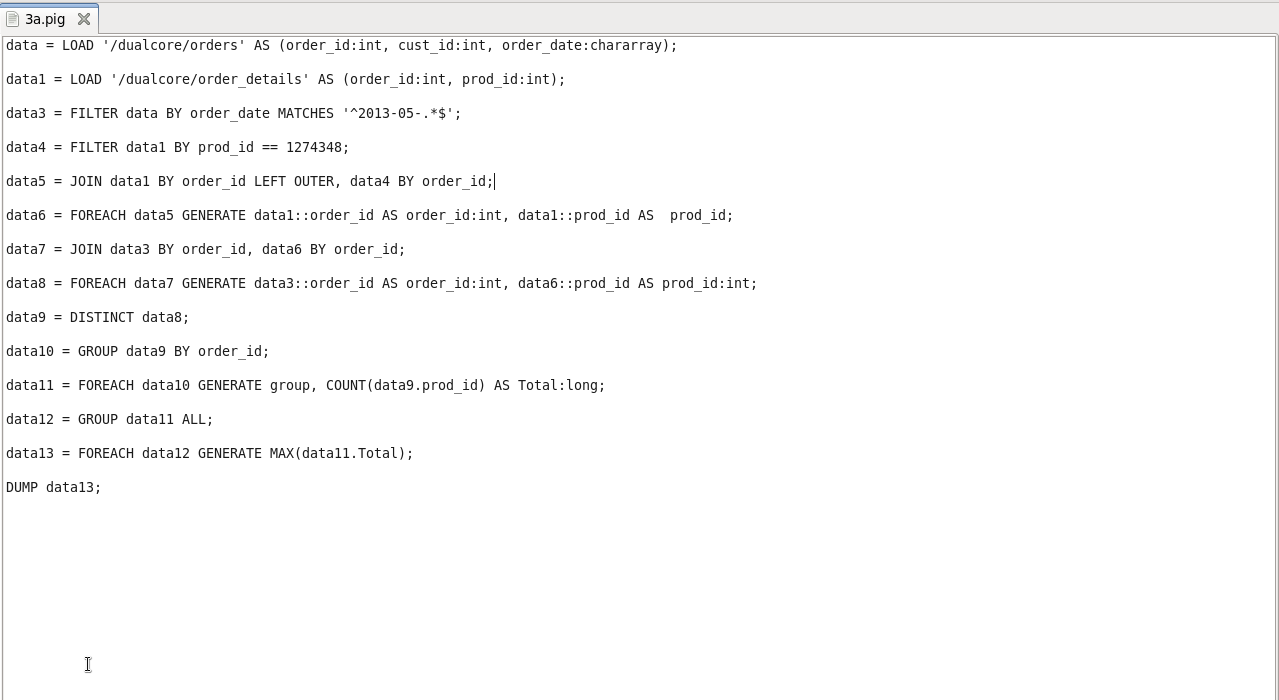 3a.pig
data = LOAD '/dualcore/orders' AS (order_id:int, cust_id:int, order_date:chararray);
data1 = LOAD '/dualcore/order_details' AS (order_id:int, prod_id:int);
data3 = FILTER data BY order_date MATCHES '^2013-05-.*$';
data4 = FILTER data1 BY prod_id == 1274348;
data5 = JOIN data1 BY order_id LEFT OUTER, data4 BY order_id;
data6 = FOREACH data5 GENERATE data1::order_id AS order_id:int, data1::prod_id AS  prod_id;
data7 = JOIN data3 BY order_id, data6 BY order_id;
data8 = FOREACH data7 GENERATE data3::order_id AS order_id:int, data6::prod_id AS prod_id:int;
data9 = DISTINCT data8;
data10 = GROUP data9 BY order_id;
data11 = FOREACH data10 GENERATE group, COUNT(data9.prod_id) AS Total:long;
data12 = GROUP data11 ALL;
data13 = FOREACH data12 GENERATE MAX(data11.Total);
DUMP data13;